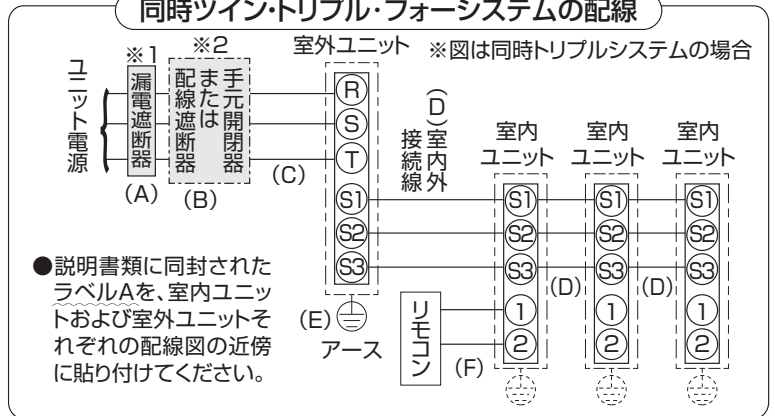 同時ツイン・トリプル・フォーシステムの配線
※図は同時トリプルシステムの場合
ユニット電源
※1
漏電遮断器
(A)
※2
手元開閉器
または
配線遮断器
(B)
(C)
室外ユニット
R
S
T
S1
S2
S3
(E)
アース
(D)室内外
接続線
室内
ユニット
S1
S2
S3
1
2
(D)
室内
ユニット
S1
S2
S3
1
2
(D)
室内
ユニット
S1
S2
S3
1
2
リモコン
(F)
●説明書類に同封された
ラベルAを、室内ユニッ
トおよび室外ユニットそ
れぞれの配線図の近傍
に貼り付けてください。